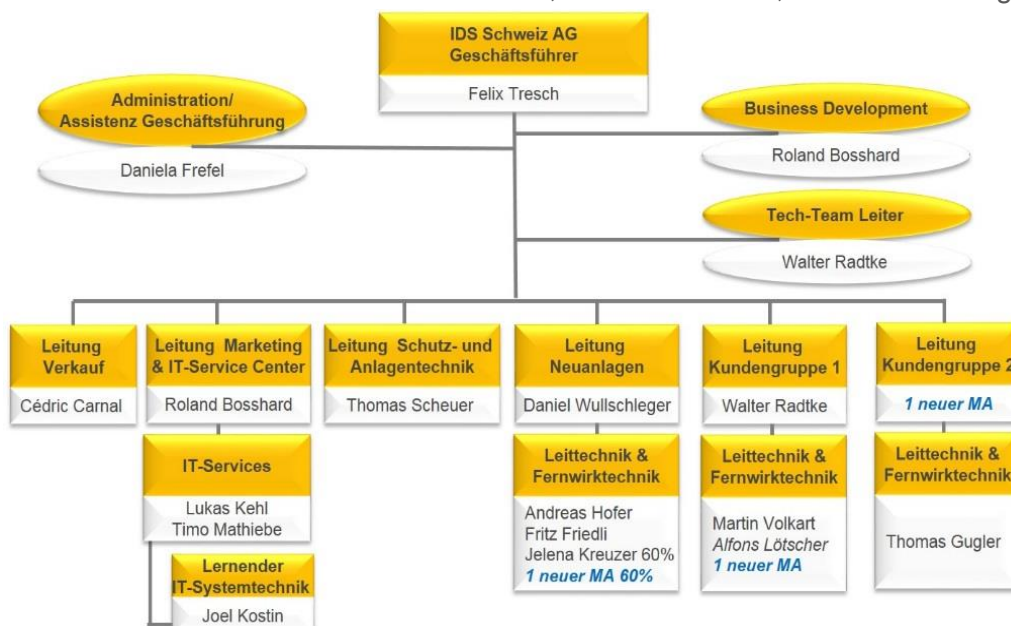 IDS Schweiz AG
Geschäftsführer
Felix Tresch
Administration/
Assistenz Geschäftsführung
Daniela Frefel
Business Development
Roland Bosshard
Tech-Team Leiter
Walter Radtke
Leitung
Verkauf
Cédric Carnal
Leitung Marketing
& IT-Service Center
Roland Bosshard
Leitung Schutz- und
Anlagentechnik
Thomas Scheuer
Leitung
Neuanlagen
Daniel Wullschleger
Leitung
Kundengruppe 1
Walter Radtke
Leitung
Kundengruppe 2
1 neuer MA
IT-Services
Lukas Kehl
Timo Mathiebe
Lernender
IT-Systemtechnik
Joel Kostin
Leittechnik &
Fernwirktechnik
Andreas Hofer
Fritz Friedli
Jelena Kreuzer 60%
1 neuer MA 60%
Leittechnik &
Fernwirktechnik
Martin Volkart
Alfons Lötscher
1 neuer MA
Leittechnik &
Fernwirktechnik
Thomas Gugler